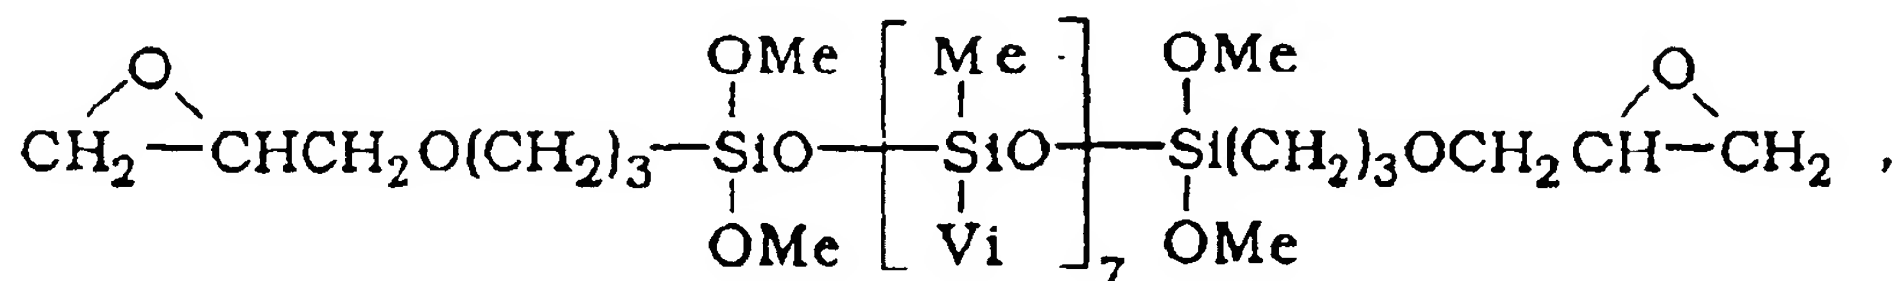 O OMe Me OMe O
CH₂—CHCH₂O(CH₂)₃—SiO—SiO—Si(CH₂)₃OCH₂CH—CH₂ ,
OMe Vi ₇ OMe